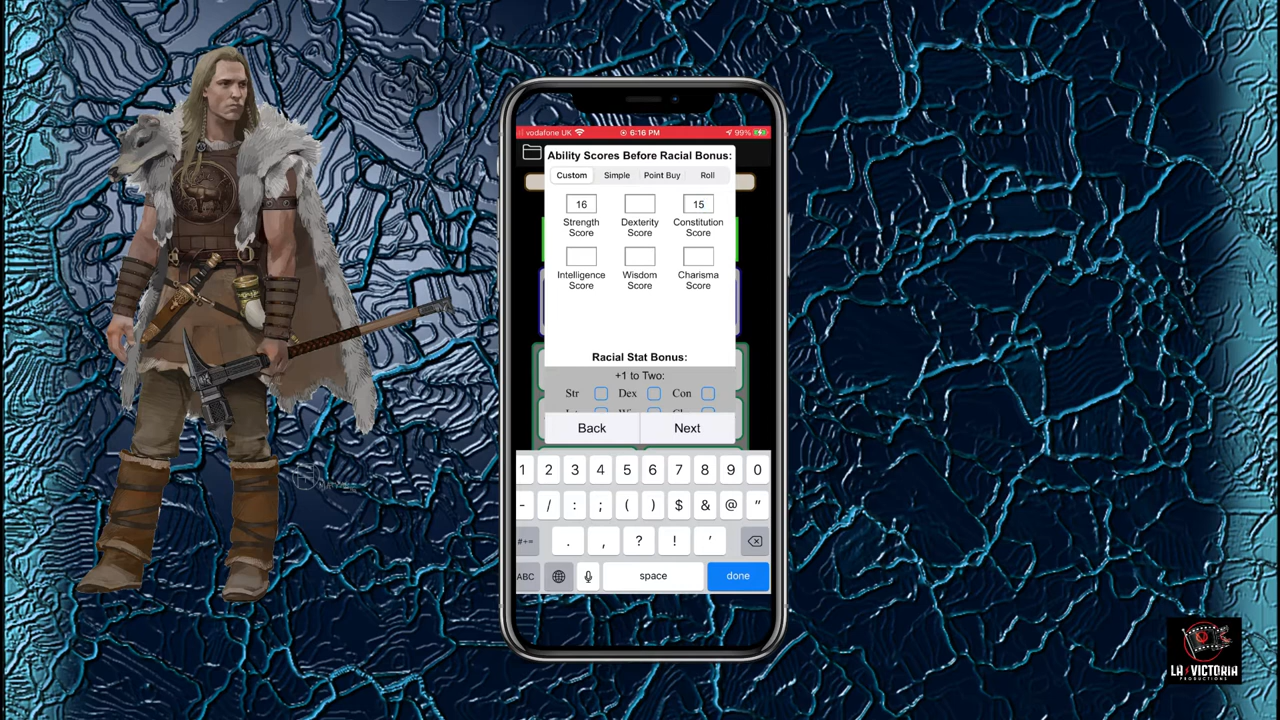 vodafone UK 6:16 PM 99%
Ability Scores Before Racial Bonus:
Custom Simple Point Buy Roll
16 15
Strength Score Dexterity Score Constitution Score
Intelligence Score Wisdom Score Charisma Score
Racial Stat Bonus:
+1 to Two:
Str Dex Con
Back Next
1 2 3 4 5 6 7 8 9 0
- / : ; ( ) $ & @ "
#+= . , ? ! '
ABC space done
LA VICTORIA
PRODUCTIONS